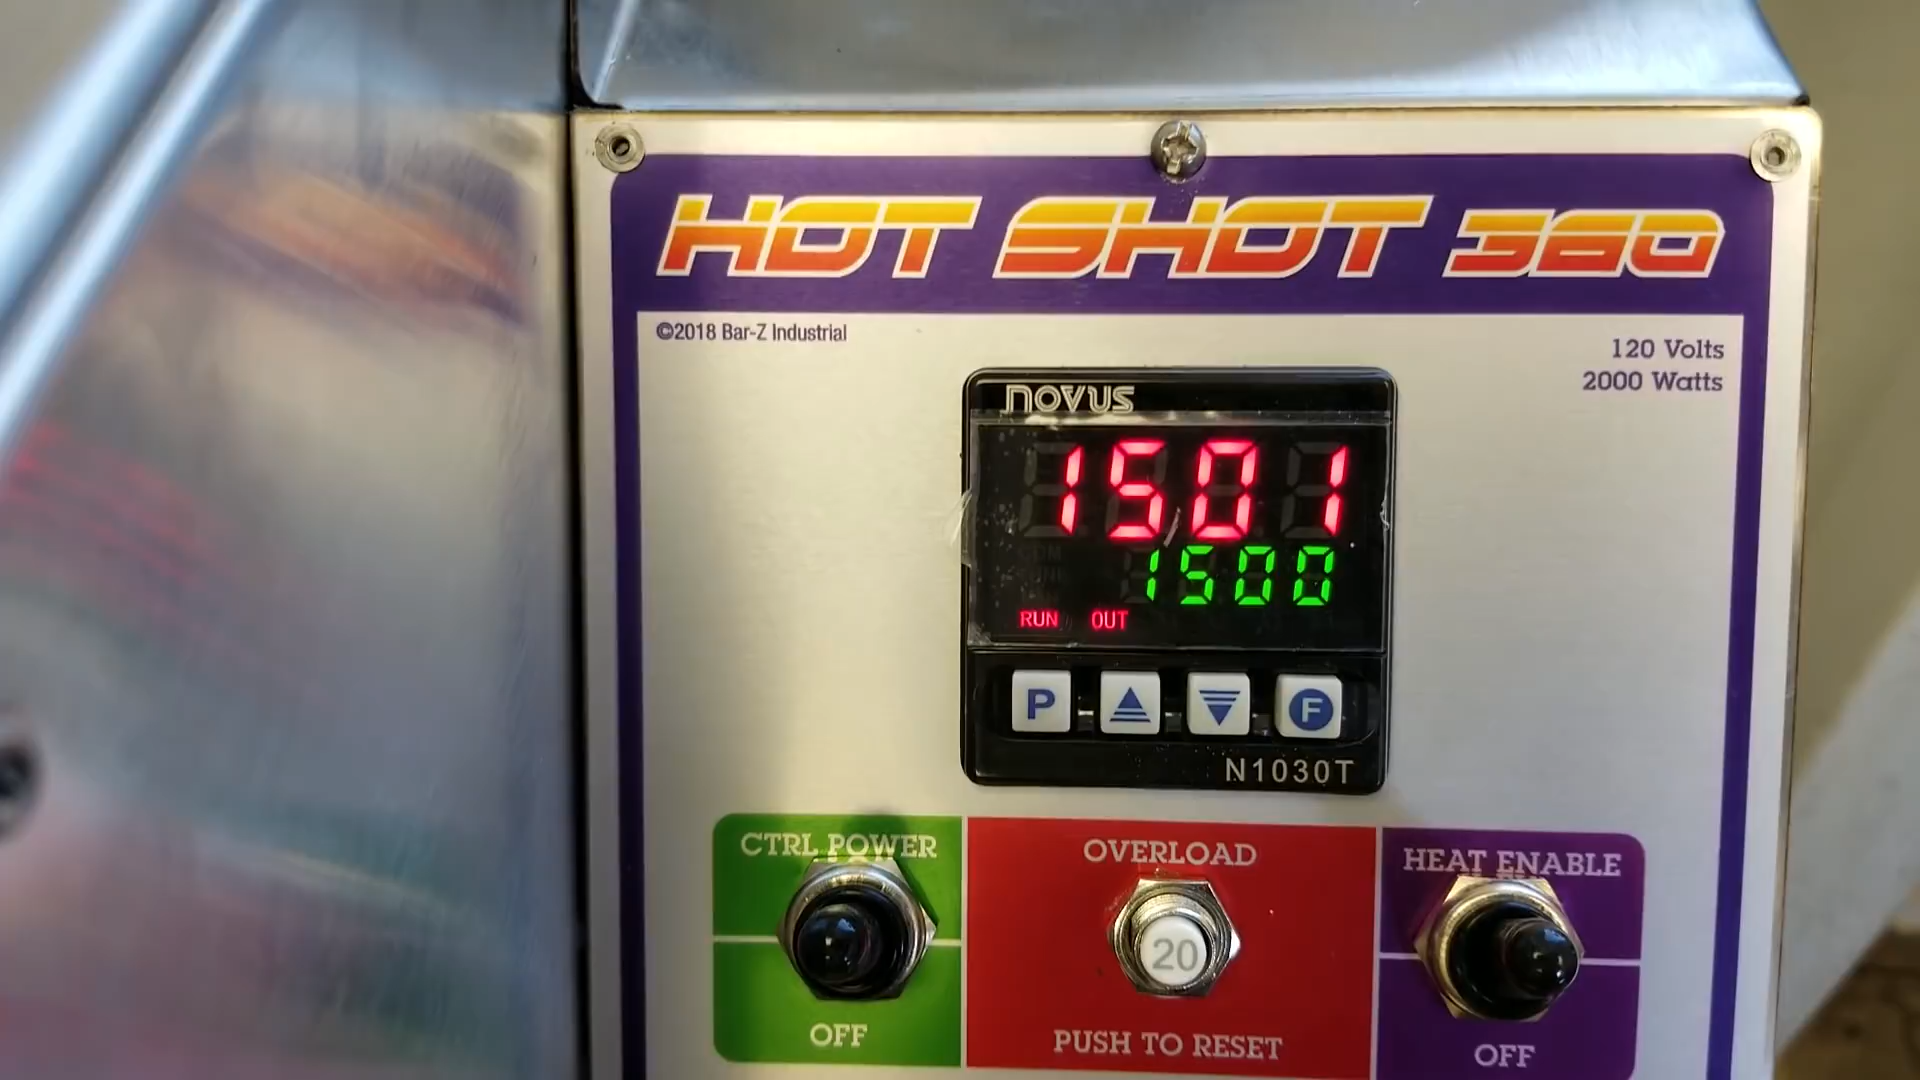 HOT SHOT 360
©2018 Bar-Z Industrial
120 Volts
2000 Watts
novus
1501
1500
RUN OUT
P
F
N1030T
CTRL POWER
OVERLOAD
HEAT ENABLE
20
OFF
PUSH TO RESET
OFF